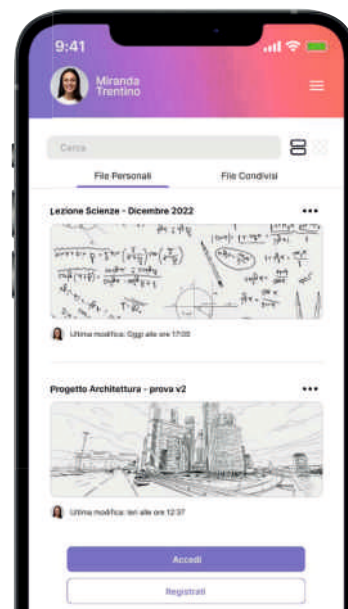 9:41
Miranda
Trentino
Cerca
File Personali
File Condivisi
Lezione Scienze - Dicembre 2022
Ultima modifica: Oggi alle ore 17:03
Progetto Architettura - prova v2
Ultima modifica: Ieri alle ore 12:37
Accedi
Registrati